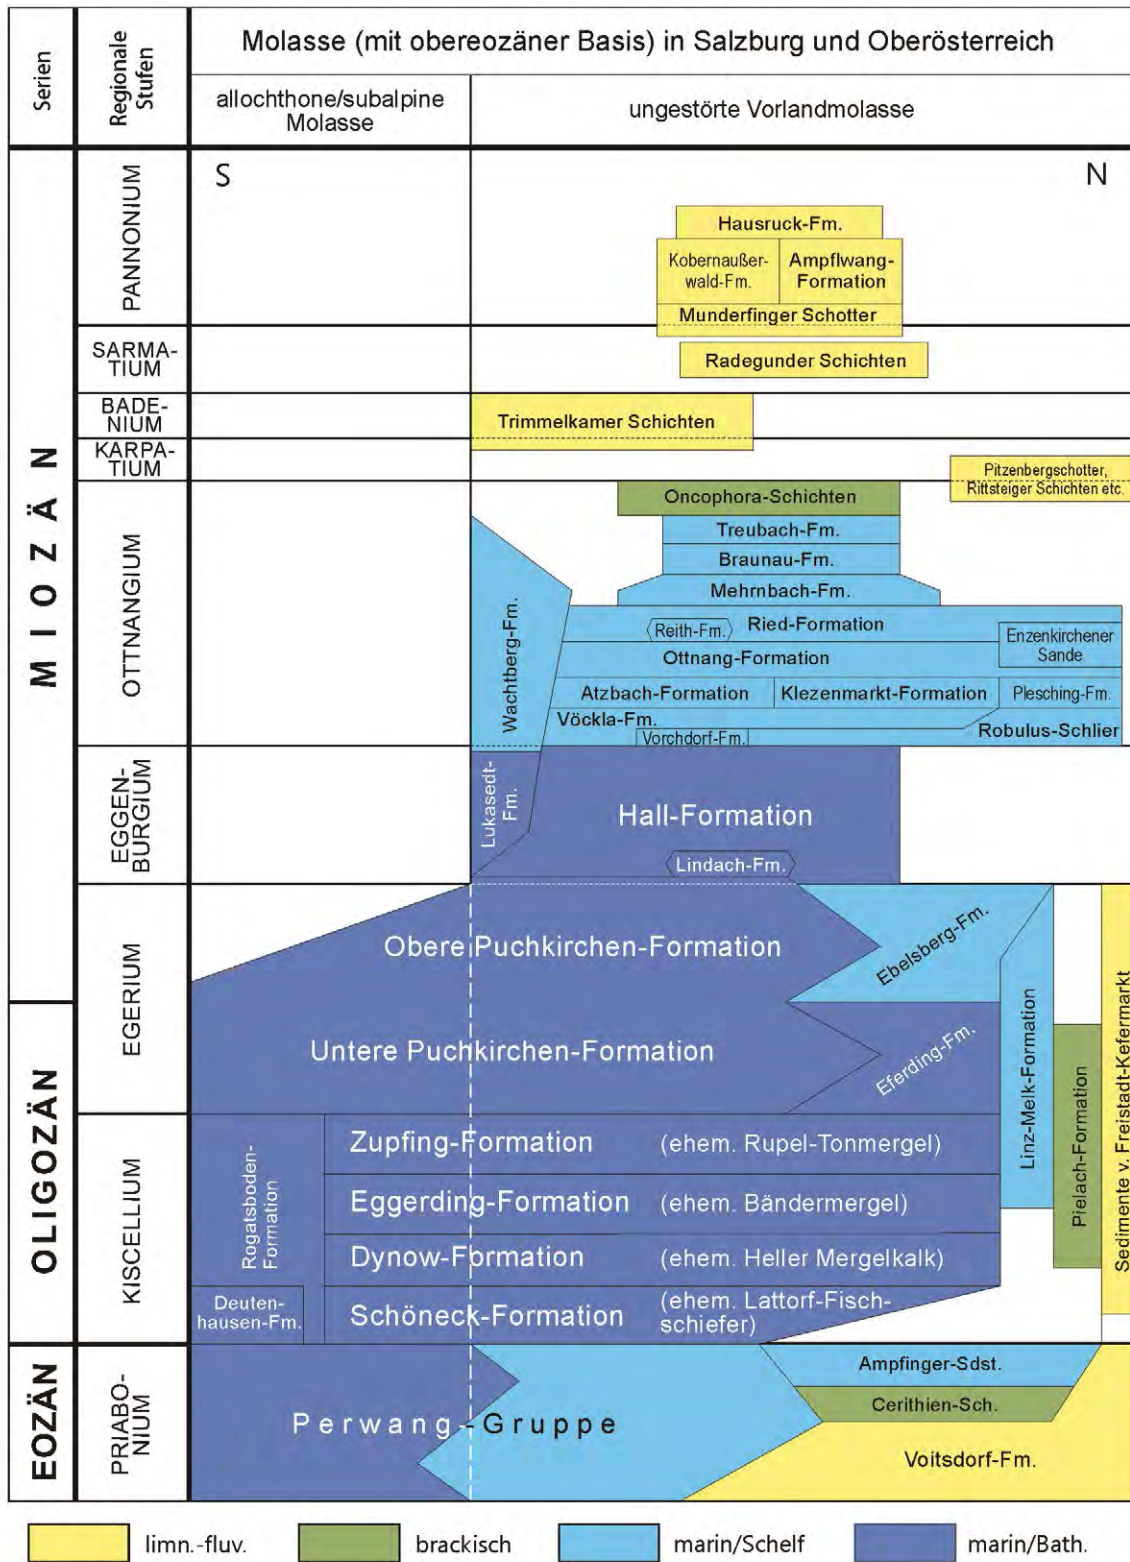 Serien
Regionale
Stufen
Molasse (mit obereozäner Basis) in Salzburg und Oberösterreich
allochthone/subalpine
Molasse
ungestörte Vorlandmolasse
S
N
MIOZÄN
OLIGOZÄN
EOZÄN
PANNONIUM
Hausruck-Fm.
Kobernaußer-
wald-Fm.
Ampflwang-
Formation
Munderfinger Schotter
SARMA-
TIUM
Radegunder Schichten
BADE-
NIUM
Trimmelkamer Schichten
KARPA-
TIUM
Pitzenbergschotter,
Rittsteiger Schichten etc.
OTTNANGIUM
Oncophora-Schichten
Treubach-Fm.
Braunau-Fm.
Mehrnbach-Fm.
Wachtberg-Fm.
Reith-Fm.
Ried-Formation
Enzenkirchener
Sande
Ottnang-Formation
Atzbach-Formation
Klezenmarkt-Formation
Plesching-Fm.
Vöckla-Fm.
Vorchdorf-Fm.
Robulus-Schlier
EGGEN-
BURGIUM
Lukasedt-
Fm.
Hall-Formation
Lindach-Fm.
EGERIUM
Obere Puchkirchen-Formation
Ebelsberg-Fm.
Untere Puchkirchen-Formation
Eferding-Fm.
Linz-Melk-Formation
Pielach-Formation
Sedimente v. Freistadt-Kefermarkt
KISCELLIUM
Rogatsboden-
Formation
Zupfing-Formation
(ehem. Rupel-Tonmergel)
Eggerding-Formation
(ehem. Bändermergel)
Dynow-Formation
(ehem. Heller Mergelkalk)
Deuten-
hausen-Fm.
Schöneck-Formation
(ehem. Lattorf-Fisch-
schiefer)
PRIABO-
NIUM
Perwang-Gruppe
Ampfinger-Sdst.
Cerithien-Sch.
Voitsdorf-Fm.
limn.-fluv.
brackisch
marin/Schelf
marin/Bath.